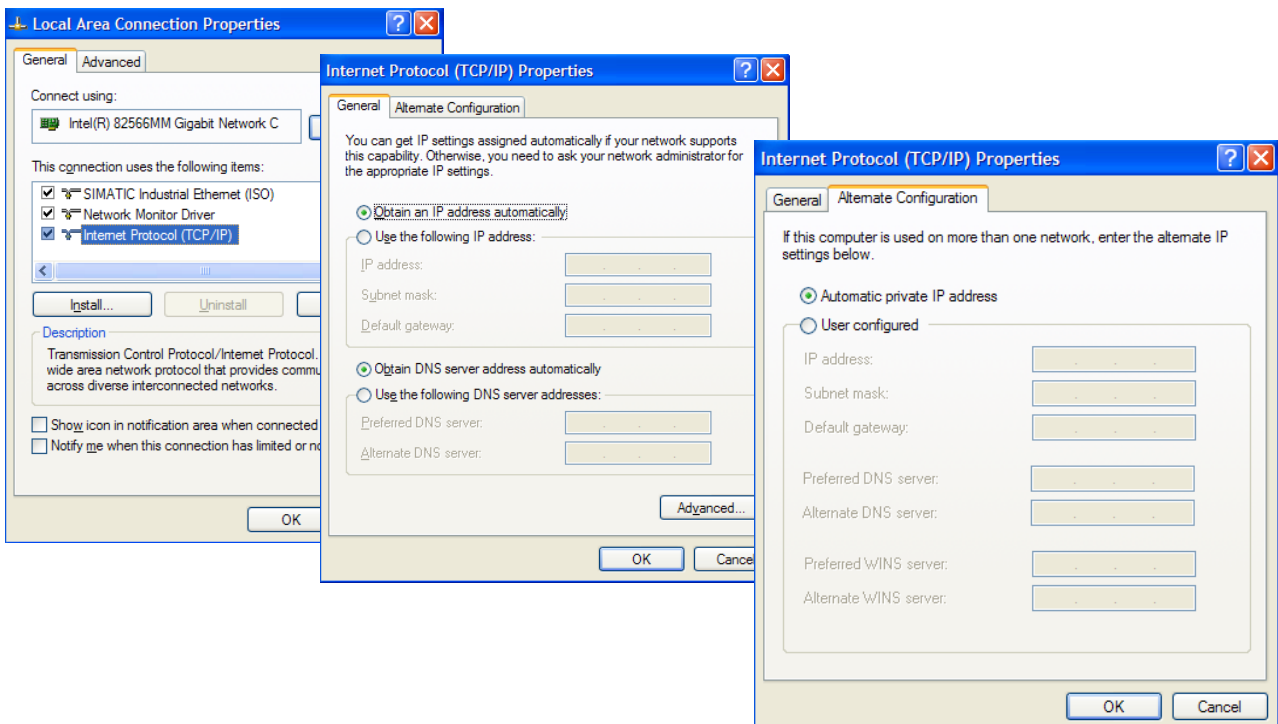 Local Area Connection Properties
General
Advanced
Connect using:
Intel(R) 82566MM Gigabit Network C
This connection uses the following items:
SIMATIC Industrial Ethernet (ISO)
Network Monitor Driver
Internet Protocol (TCP/IP)
Install...
Uninstall
Description
Transmission Control Protocol/Internet Protocol.
wide area network protocol that provides commu
across diverse interconnected networks.
Show icon in notification area when connected
Notify me when this connection has limited or no
OK
Internet Protocol (TCP/IP) Properties
General
Alternate Configuration
You can get IP settings assigned automatically if your network supports
this capability. Otherwise, you need to ask your network administrator for
the appropriate IP settings.
Obtain an IP address automatically
Use the following IP address:
IP address:
Subnet mask:
Default gateway:
Obtain DNS server address automatically
Use the following DNS server addresses:
Preferred DNS server:
Alternate DNS server:
Advanced...
OK
Cance
Internet Protocol (TCP/IP) Properties
General
Alternate Configuration
If this computer is used on more than one network, enter the alternate IP
settings below.
Automatic private IP address
User configured
IP address:
Subnet mask:
Default gateway:
Preferred DNS server:
Alternate DNS server:
Preferred WINS server:
Alternate WINS server:
OK
Cancel